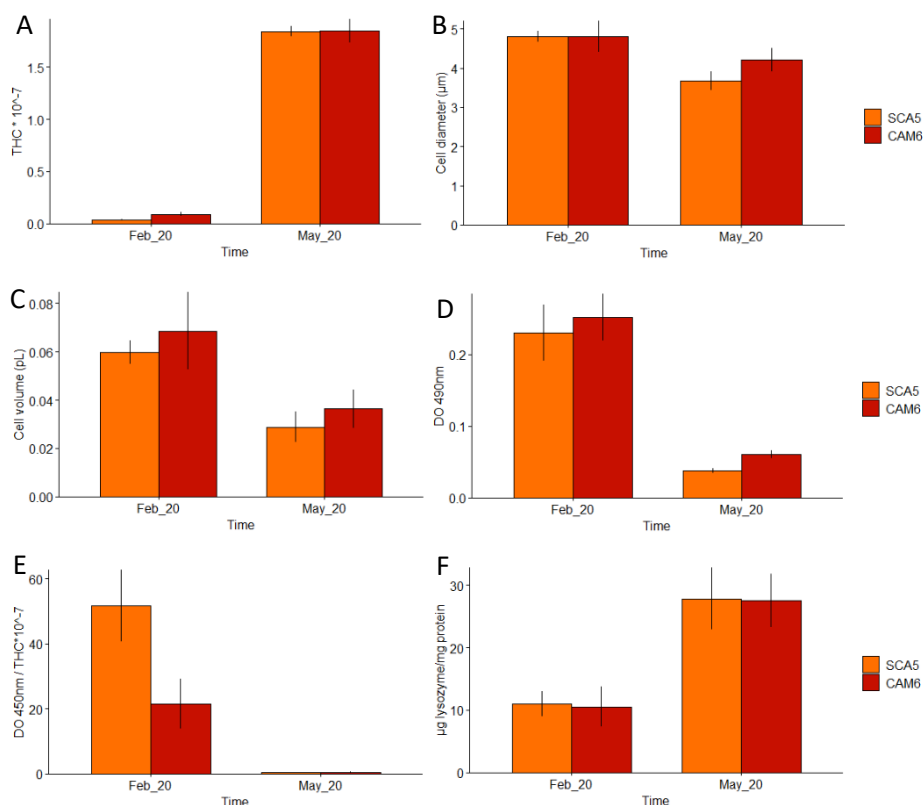 A
THC * 10^-7
1.5
1.0
0.5
0.0
Feb_20
May_20
Time
B
Cell diameter (µm)
5
4
3
2
1
0
Feb_20
May_20
Time
SCA5
CAM6
C
Cell volume (pL)
0.08
0.06
0.04
0.02
0.00
Feb_20
May_20
Time
D
DO 490nm
0.2
0.1
0.0
Feb_20
May_20
Time
SCA5
CAM6
E
DO 450nm / THC*10^-7
60
40
20
0
Feb_20
May_20
Time
F
µg lysozyme/mg protein
30
20
10
0
Feb_20
May_20
Time
SCA5
CAM6